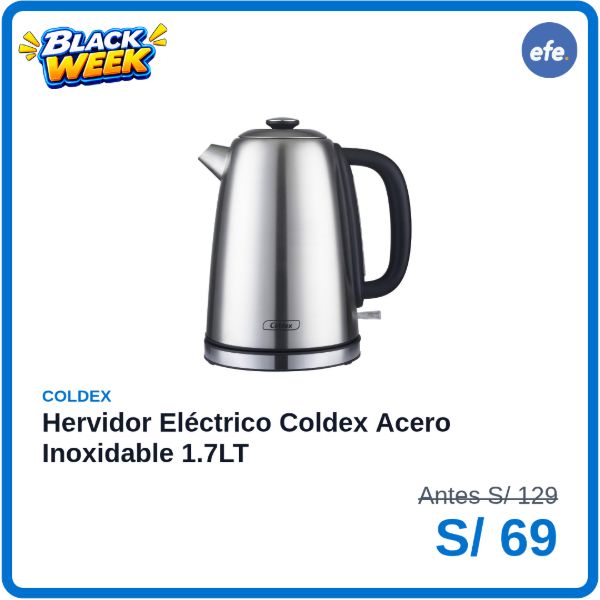 BLACK
WEEK
efe.
Coldex
COLDEX
Hervidor Eléctrico Coldex Acero
Inoxidable 1.7LT
Antes S/ 129
S/ 69